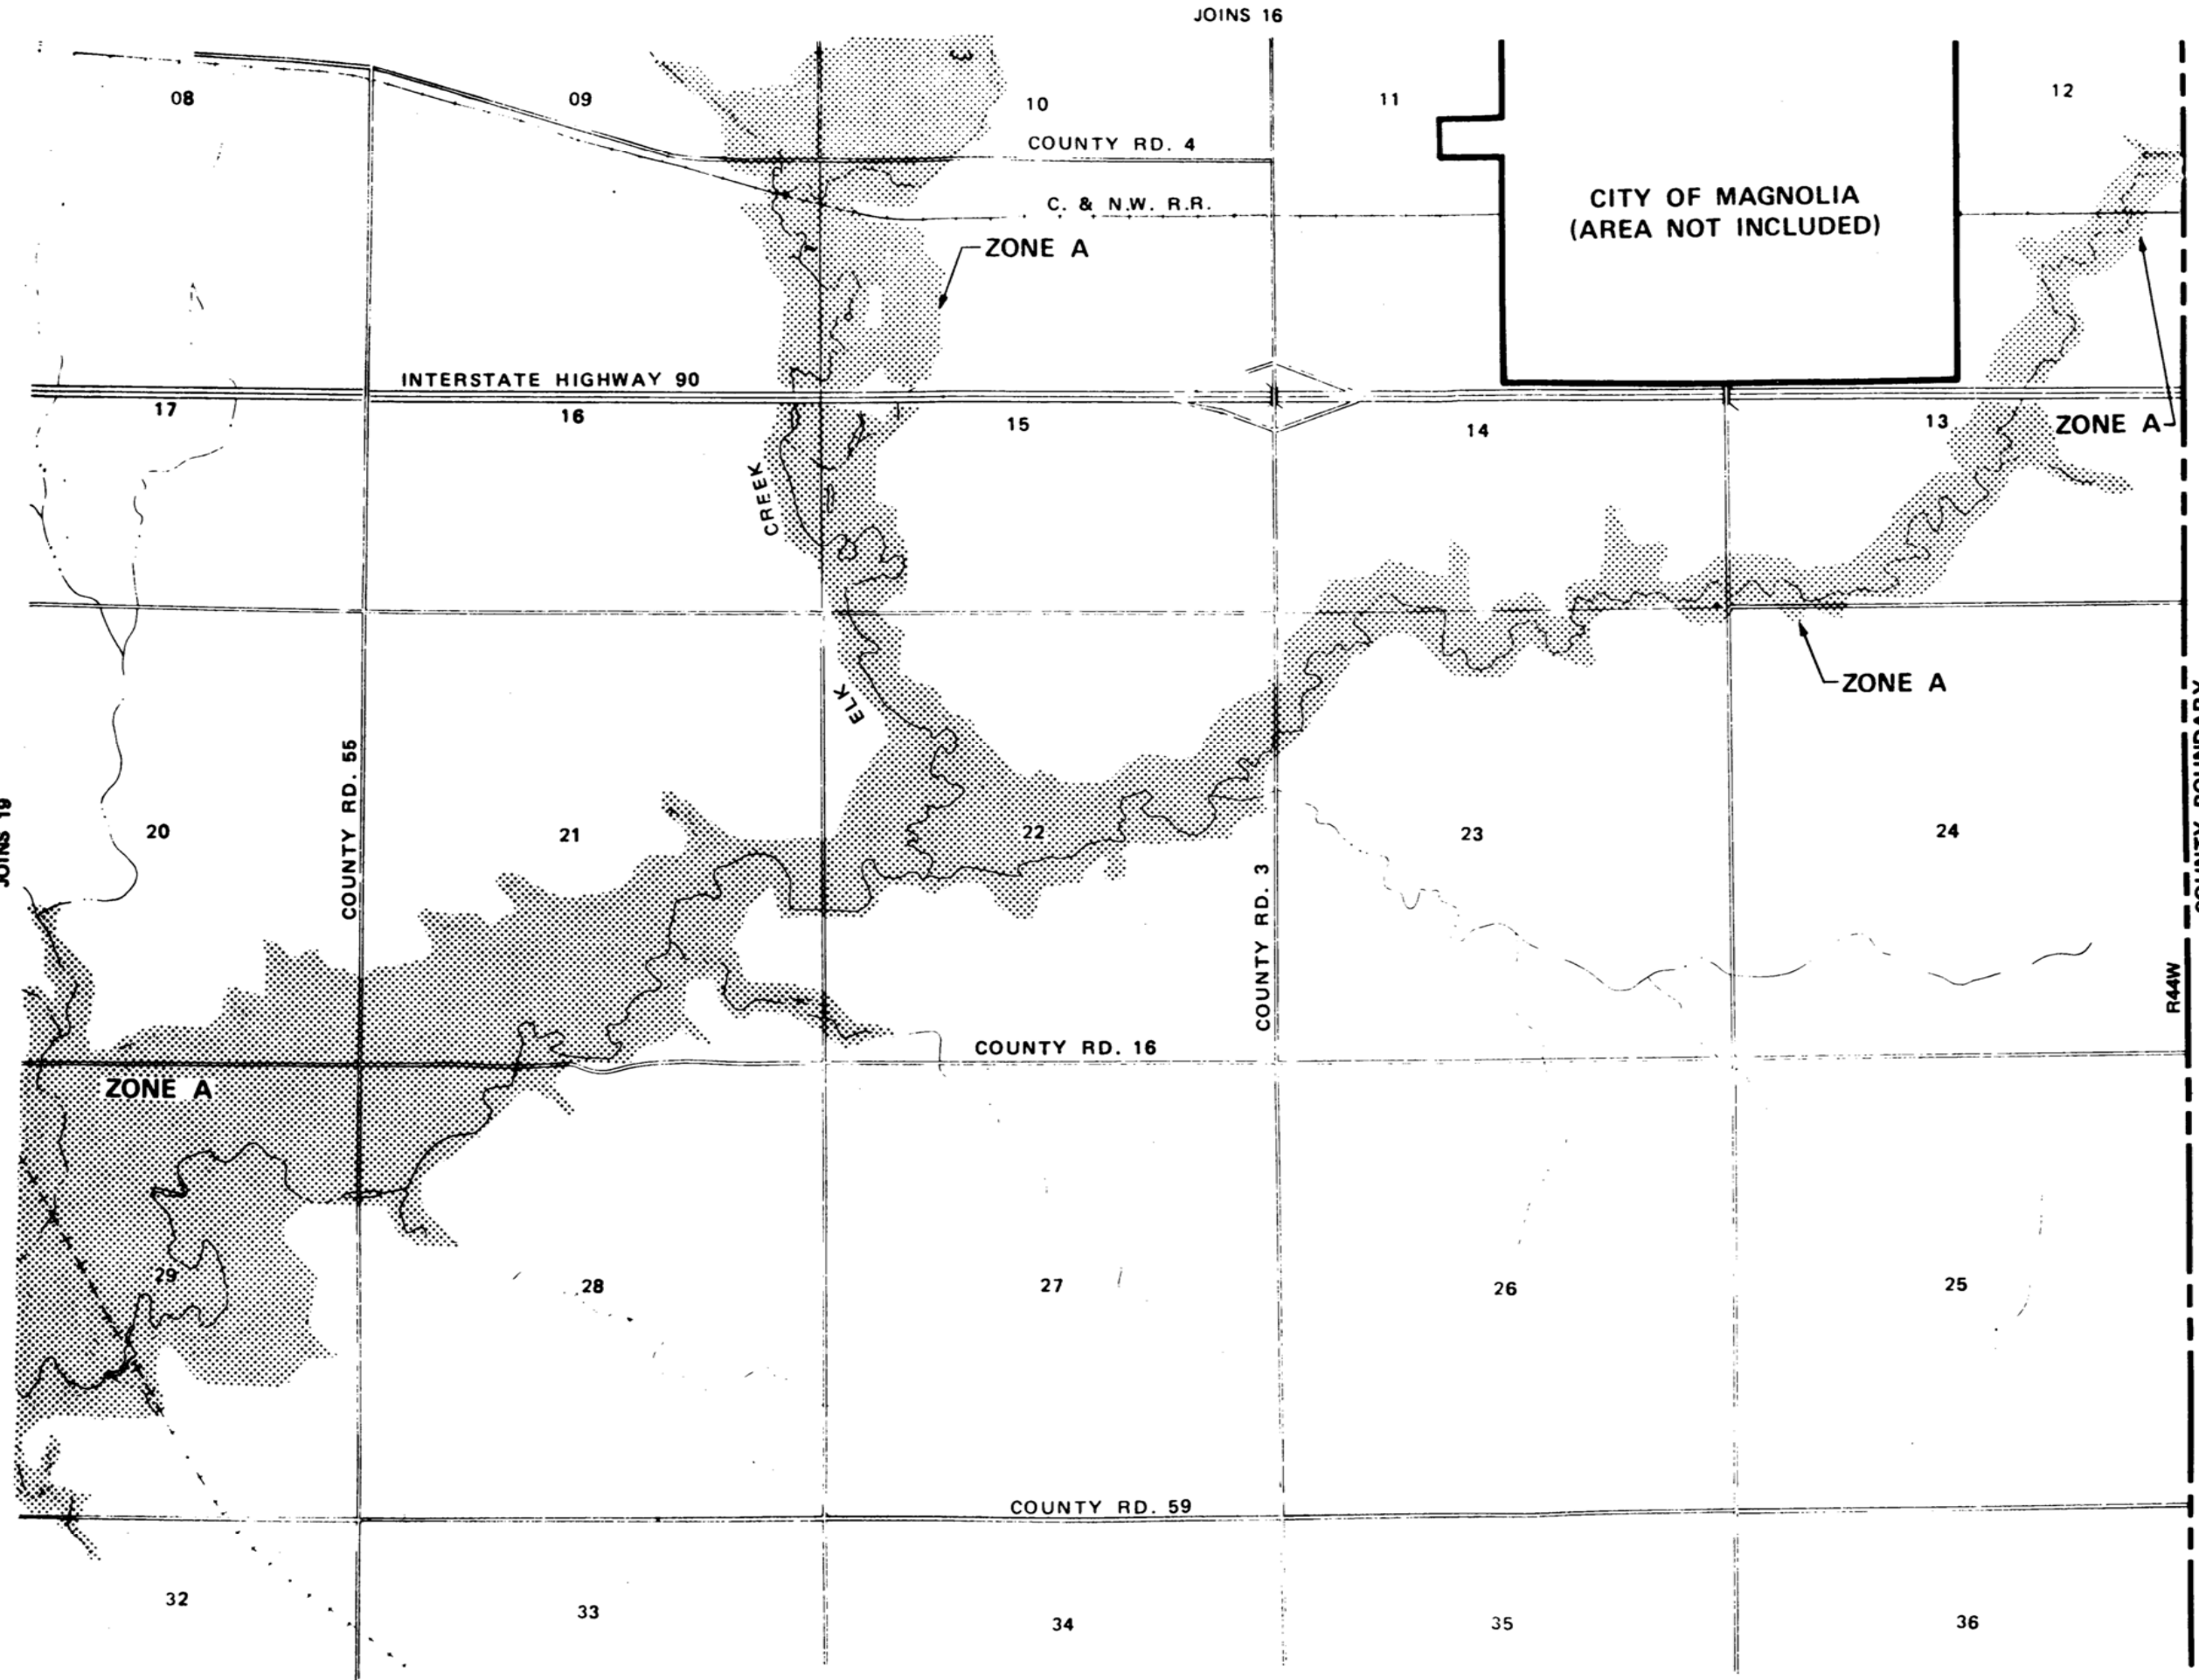 JOINS 16
08
09
3
10
11
12
COUNTY RD. 4
CITY OF MAGNOLIA
(AREA NOT INCLUDED)
C. & N.W. R.R.
ZONE A
INTERSTATE HIGHWAY 90
17
16
15
14
13
ZONE A
CREEK
ELK
ZONE A
COUNTY BOUNDARY
JOINS 19
20
COUNTY RD. 55
21
22
COUNTY RD. 3
23
24
R44W
COUNTY RD. 16
ZONE A
29
28
27
26
25
COUNTY RD. 59
32
33
34
35
36